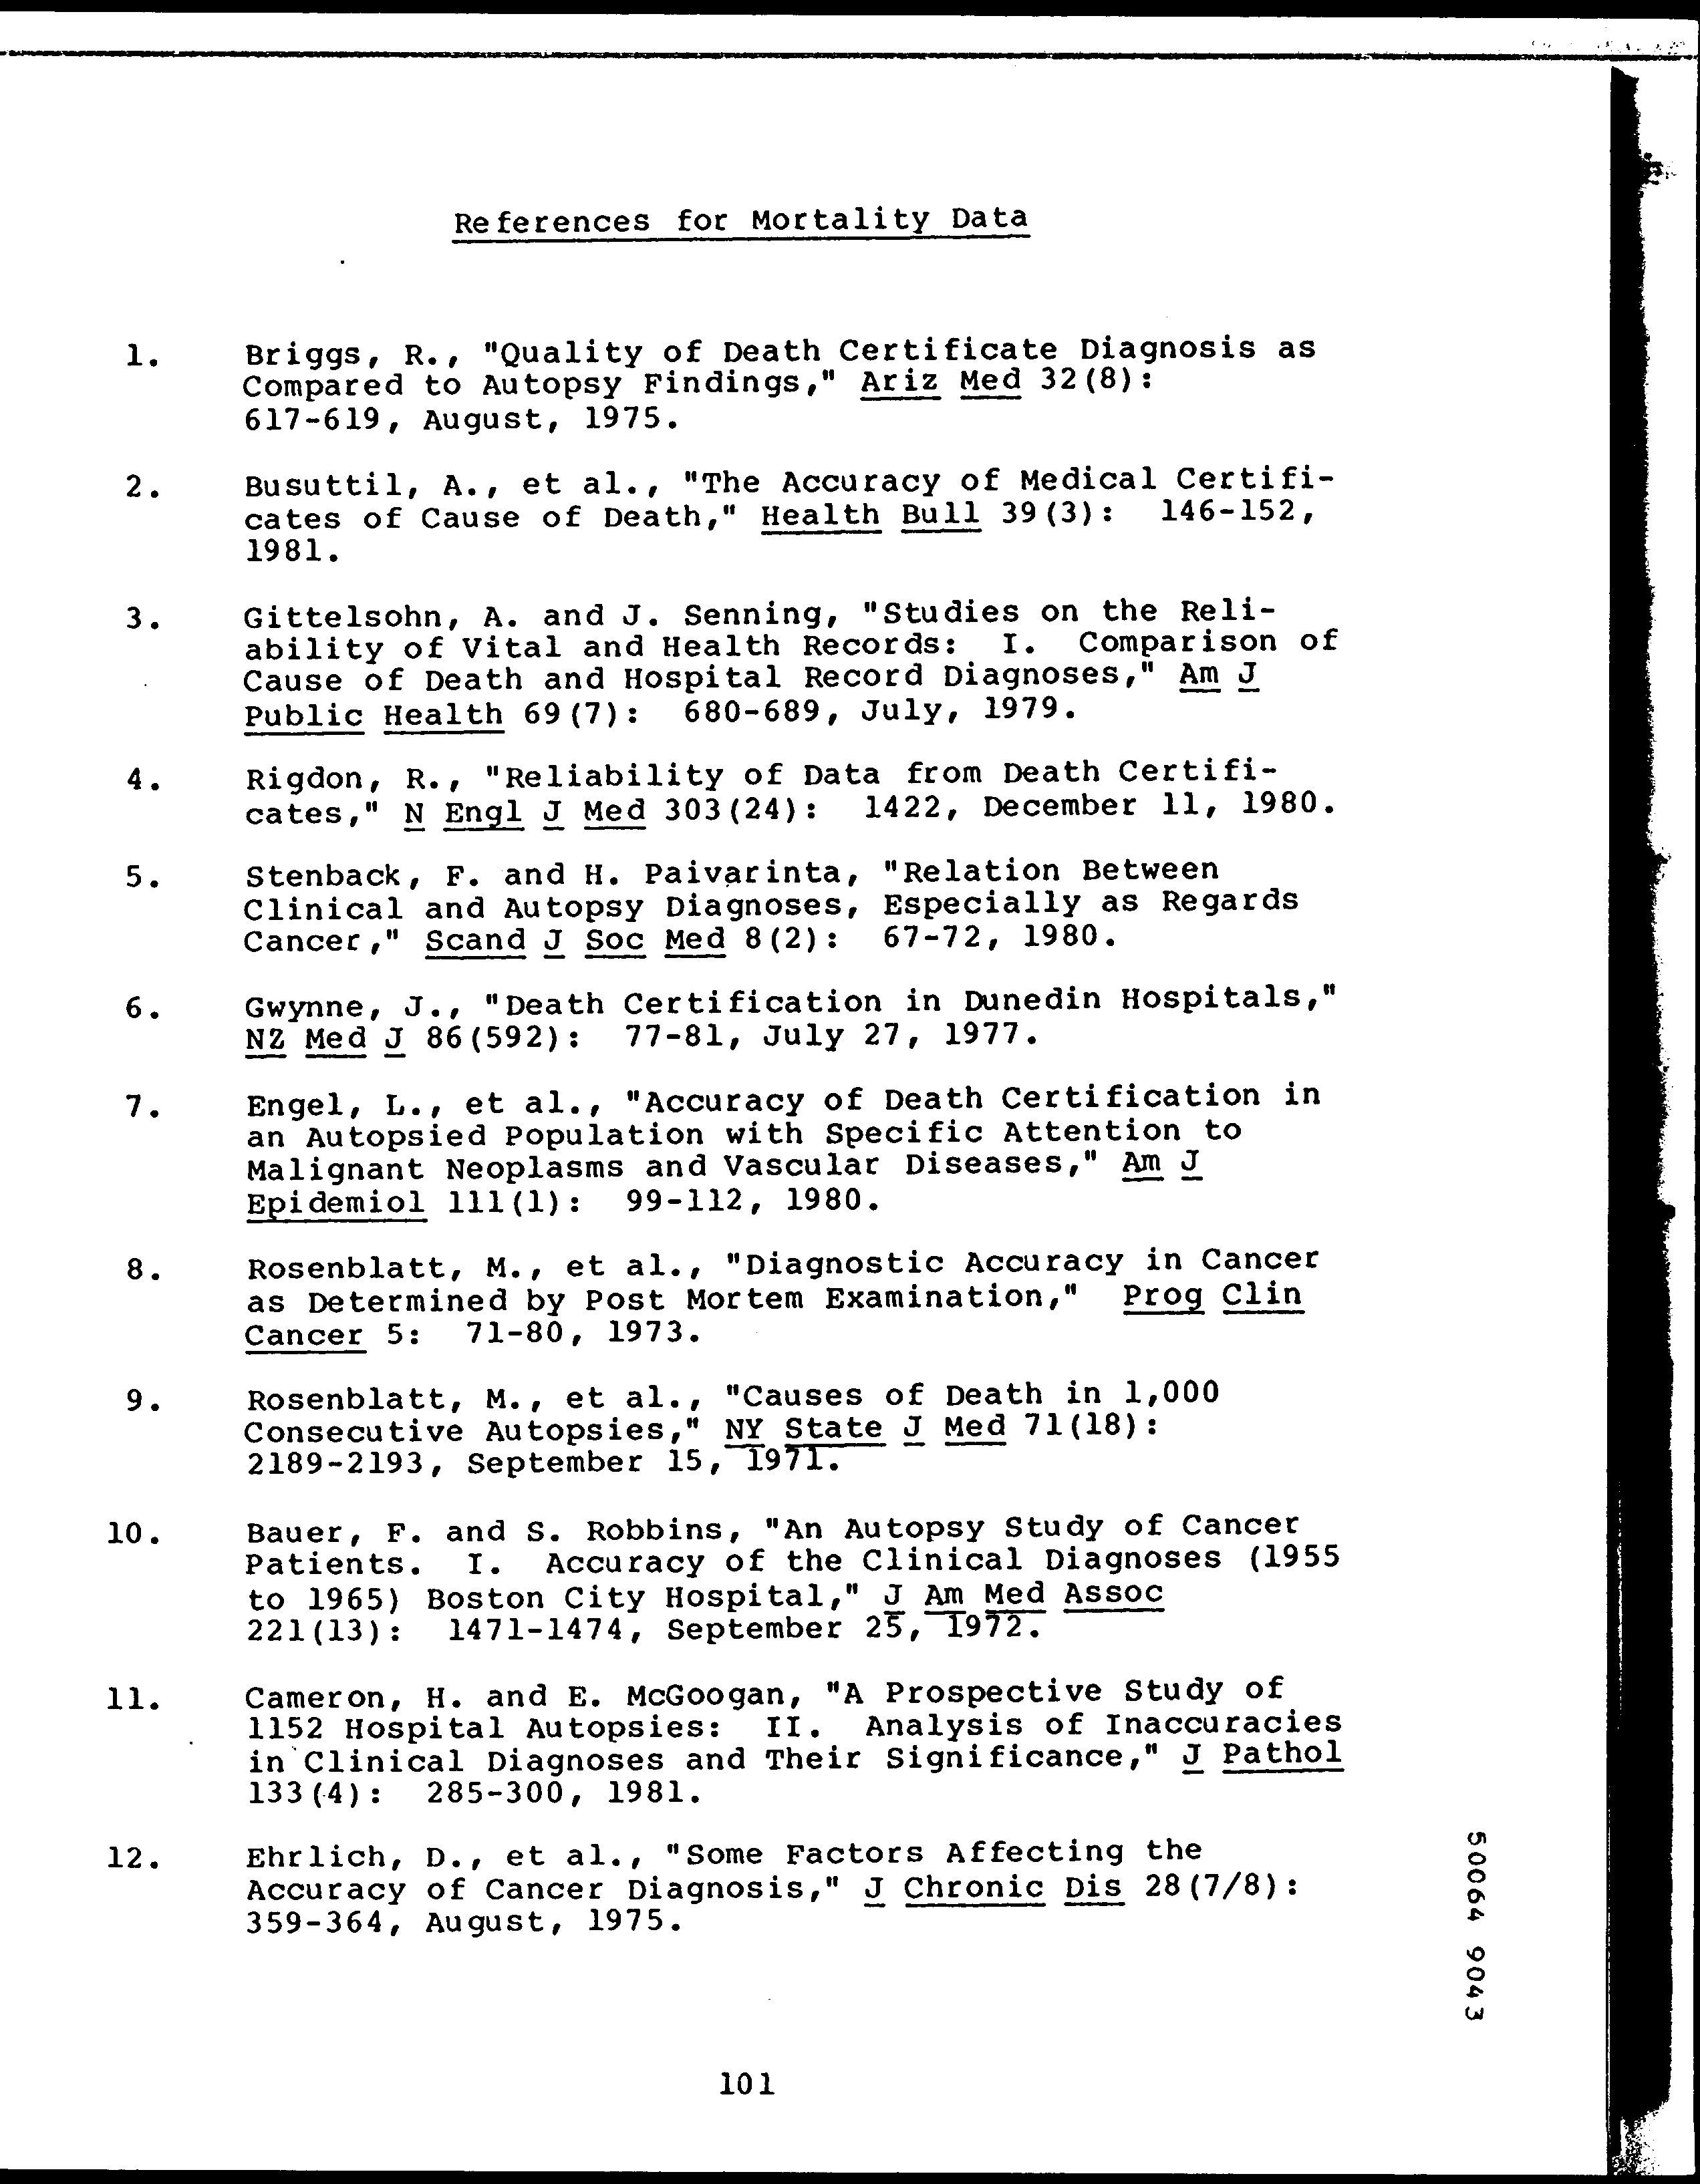 References for Mortality Data
1. Briggs, R., "Quality of Death Certificate Diagnosis as
Compared to Autopsy Findings," Ariz Med 32(8):
617-619, August, 1975.
2. Busuttil, A., et al., "The Accuracy of Medical Certifi-
cates of Cause of Death," Health Bull 39(3): 146-152,
1981.
3. Gittelsohn, A. and J. Senning, "Studies on the Reli-
ability of Vital and Health Records: I. Comparison of
Cause of Death and Hospital Record Diagnoses," Am J
Public Health 69(7): 680-689, July, 1979.
4. Rigdon, R., "Reliability of Data from Death Certifi-
cates," N Engl J Med 303(24): 1422, December 11, 1980.
5. Stenback, F. and H. Paivarinta, "Relation Between
Clinical and Autopsy Diagnoses, Especially as Regards
Cancer," Scand J Soc Med 8(2): 67-72, 1980.
6. Gwynne, J., "Death Certification in Dunedin Hospitals,"
NZ Med J 86(592): 77-81, July 27, 1977.
7. Engel, L., et al., "Accuracy of Death Certification in
an Autopsied Population with Specific Attention to
Malignant Neoplasms and Vascular Diseases," Am J
Epidemiol 111(1): 99-112, 1980.
8. Rosenblatt, M., et al., "Diagnostic Accuracy in Cancer
as Determined by Post Mortem Examination," Prog Clin
Cancer 5: 71-80, 1973.
9. Rosenblatt, M., et al., "Causes of Death in 1,000
Consecutive Autopsies," NY State J Med 71(18):
2189-2193, September 15, 1971.
10. Bauer, F. and S. Robbins, "An Autopsy Study of Cancer
Patients. I. Accuracy of the Clinical Diagnoses (1955
to 1965) Boston City Hospital," J Am Med Assoc
221(13): 1471-1474, September 25, 1972.
11. Cameron, H. and E. McGoogan, "A Prospective Study of
1152 Hospital Autopsies: II. Analysis of Inaccuracies
in Clinical Diagnoses and Their Significance," J Pathol
133(4): 285-300, 1981.
12. Ehrlich, D., et al., "Some Factors Affecting the
Accuracy of Cancer Diagnosis," J Chronic Dis 28(7/8):
359-364, August, 1975.
50064 9043
101